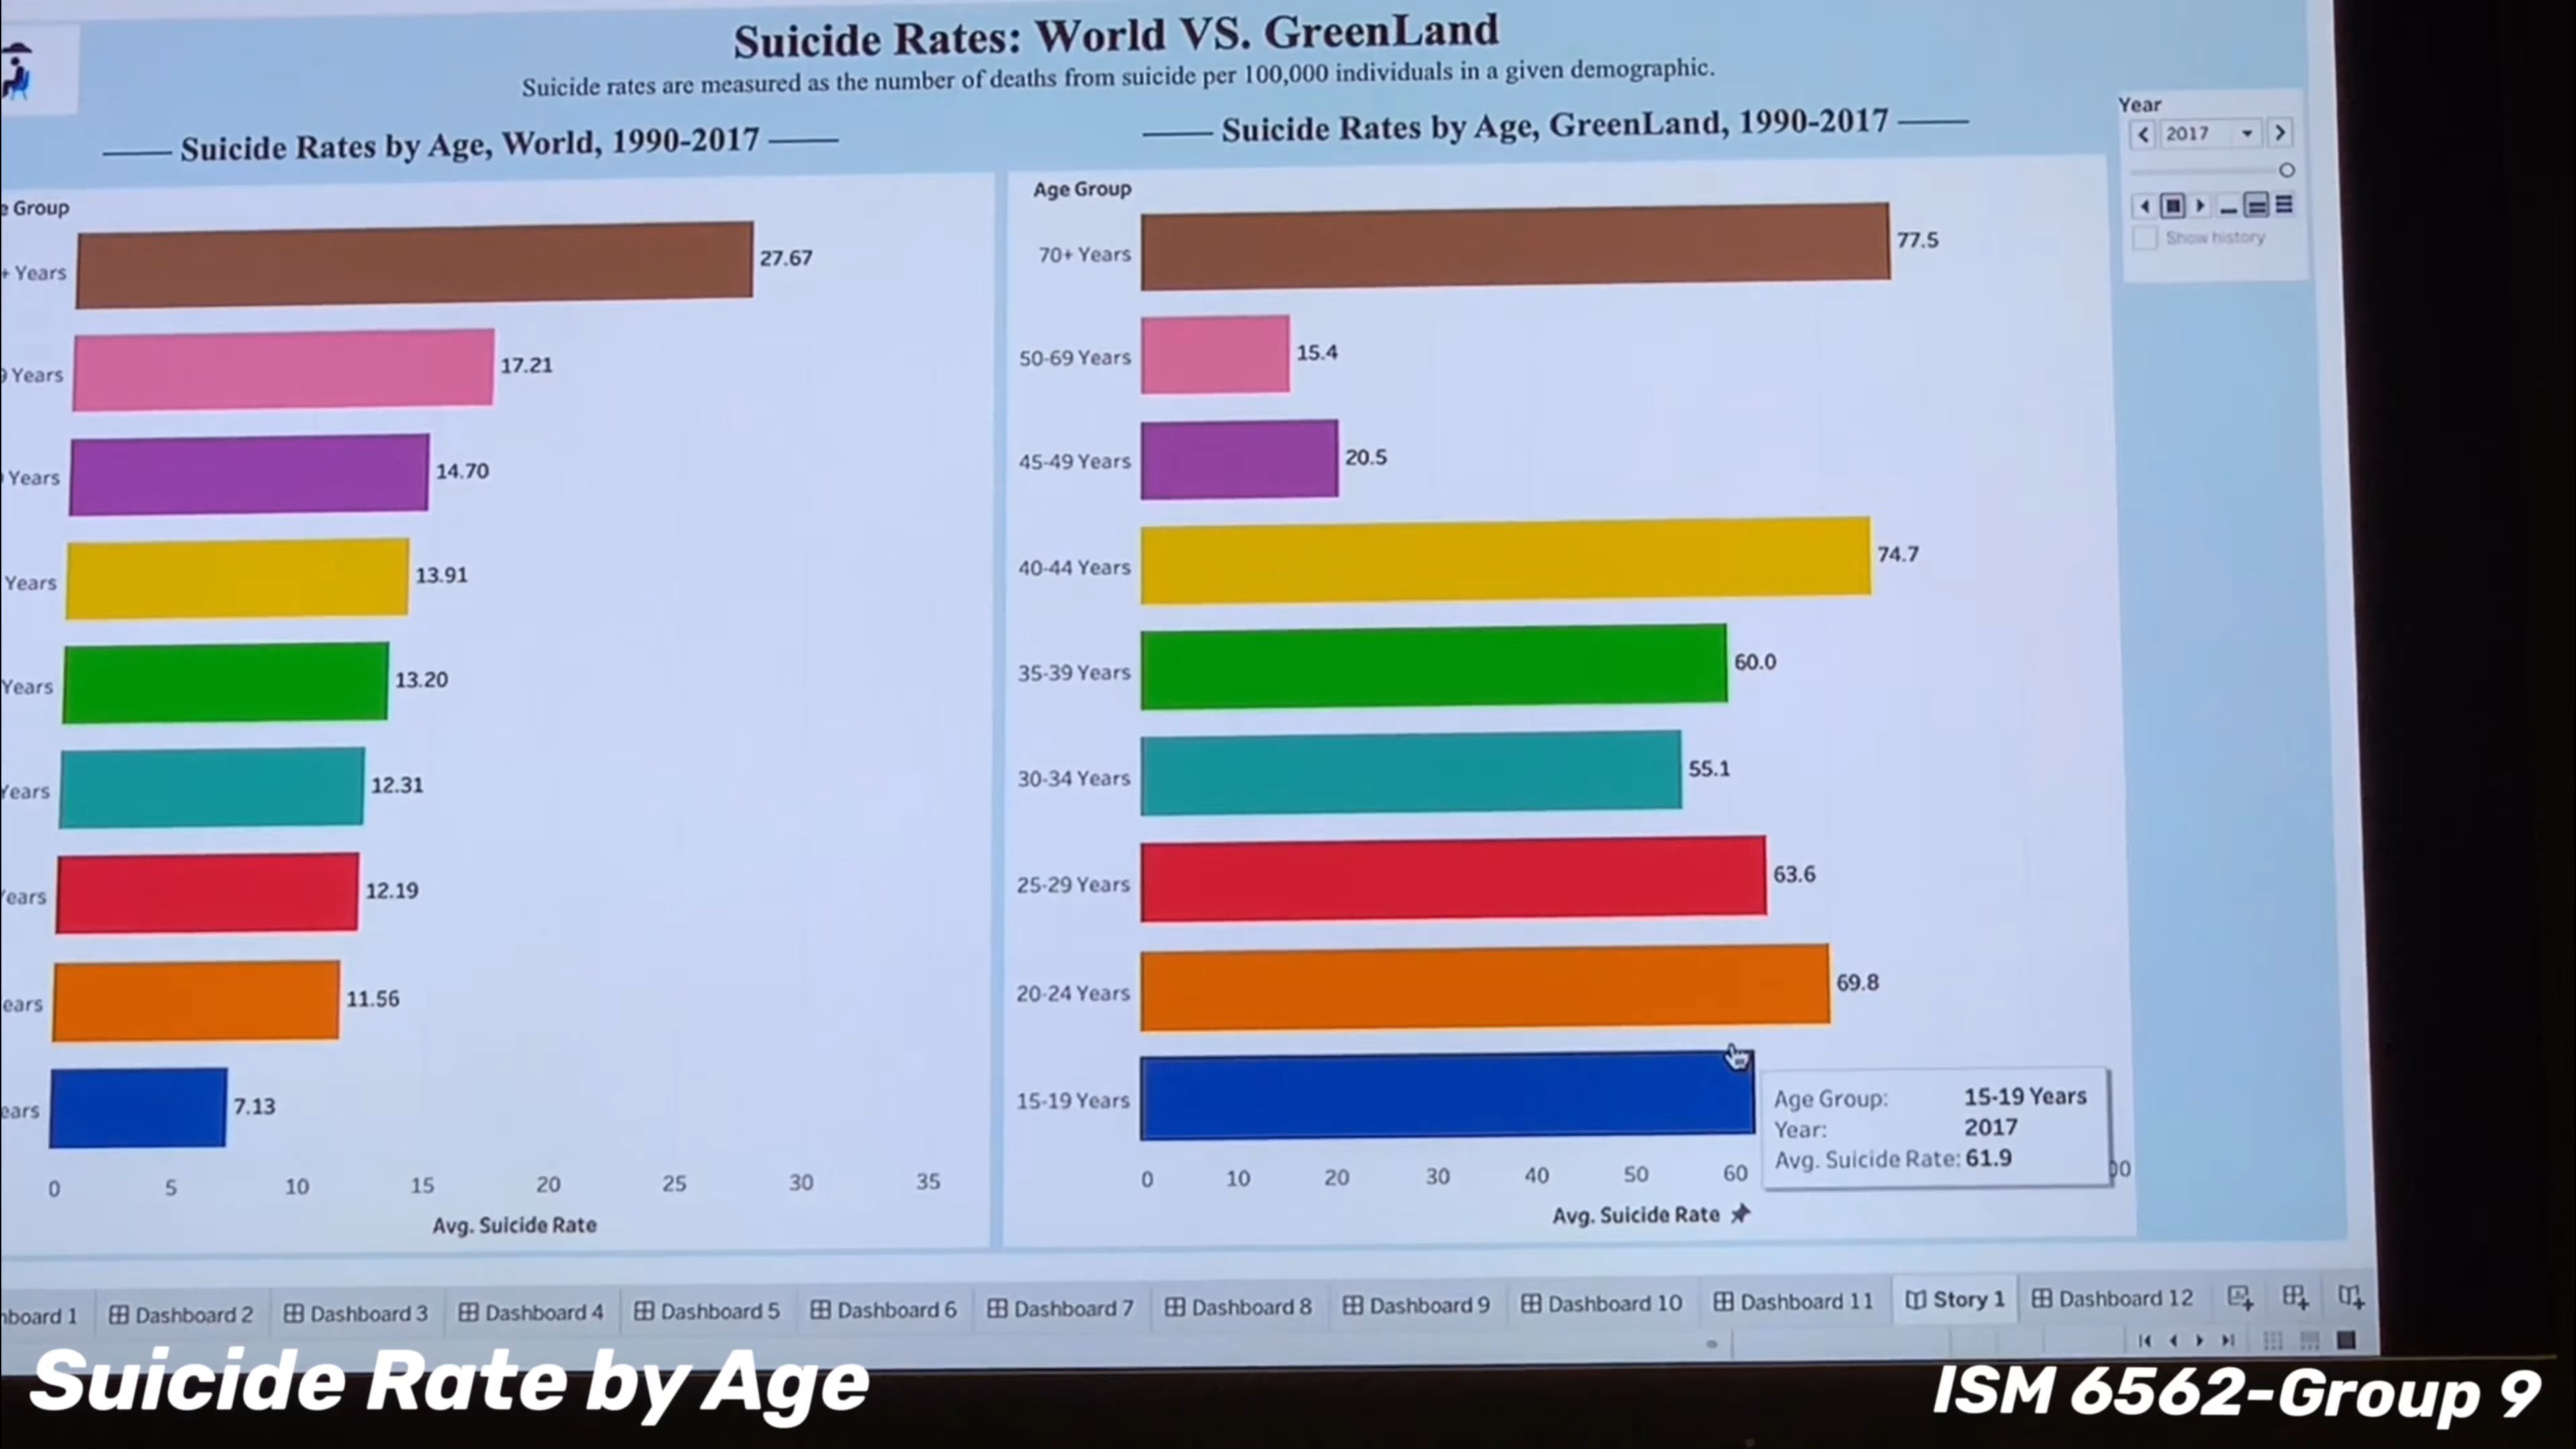 Suicide Rates: World VS. GreenLand
Suicide rates are measured as the number of deaths from suicide per 100,000 individuals in a given demographic.
Suicide Rates by Age, World, 1990-2017
Group
+ Years
27.67
Years
17.21
Years
14.70
Years
13.91
Years
13.20
Years
12.31
ears
12.19
ears
11.56
ears
7.13
0 5 10 15 20 25 30 35
Avg. Suicide Rate
Suicide Rates by Age, GreenLand, 1990-2017
Age Group
70+ Years
77.5
50-69 Years
15.4
45-49 Years
20.5
40-44 Years
74.7
35-39 Years
60.0
30-34 Years
55.1
25-29 Years
63.6
20-24 Years
69.8
15-19 Years
Age Group: 15-19 Years
Year: 2017
Avg. Suicide Rate: 61.9
0 10 20 30 40 50 60
Avg. Suicide Rate
Year
2017
Show history
board 1 Dashboard 2 Dashboard 3 Dashboard 4 Dashboard 5 Dashboard 6 Dashboard 7 Dashboard 8 Dashboard 9 Dashboard 10 Dashboard 11 Story 1 Dashboard 12
Suicide Rate by Age
ISM 6562-Group 9